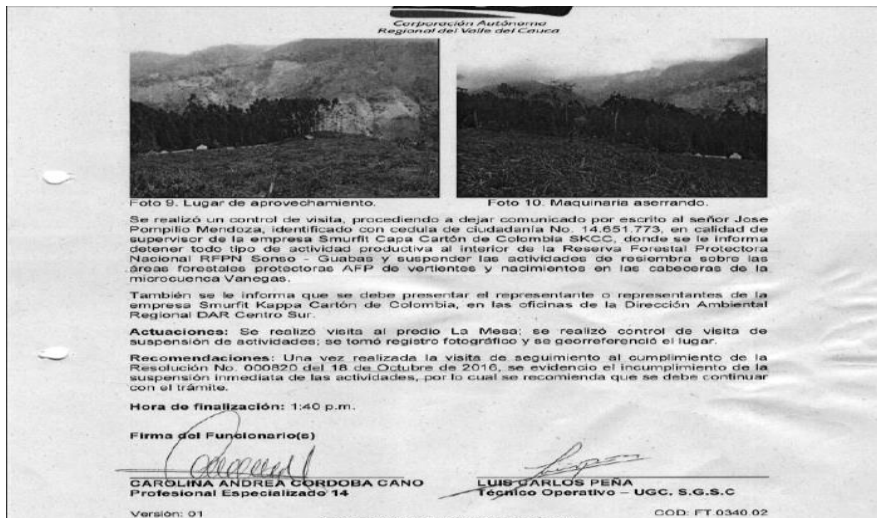 Corporación Autónoma
Regional del Valle del Cauca
Foto 9. Lugar de aprovechamiento.
Foto 10. Maquinaria aserrando.
Se realizó un control de visita, procediendo a dejar comunicado por escrito al señor Jose
Pompilio Mendoza, identificado con cedula de ciudadanía No. 14.651.773, en calidad de
supervisor de la empresa Smurfit Capa Cartón de Colombia SKCC, donde se le informa
detener todo tipo de actividad productiva al interior de la Reserva Forestal Protectora
Nacional RFPN Sonso - Guabas y suspender las actividades de resiembra sobre las
áreas forestales protectoras AFP de vertientes y nacimientos en las cabeceras de la
microcuenca Vanegas.
También se le informa que se debe presentar el representante o representantes de la
empresa Smurfit Kappa Cartón de Colombia, en las oficinas de la Dirección Ambiental
Regional DAR Centro Sur.
Actuaciones: Se realizó visita al predio La Mesa; se realizó control de visita de
suspensión de actividades; se tomó registro fotográfico y se georreferenció el lugar.
Recomendaciones: Una vez realizada la visita de seguimiento al cumplimiento de la
Resolución No. 000820 del 18 de Octubre de 2016, se evidencio el incumplimiento de la
suspensión inmediata de las actividades, por lo cual se recomienda que se debe continuar
con el trámite.
Hora de finalización: 1:40 p.m.
Firma del Funcionario(s)
CAROLINA ANDREA CORDOBA CANO
Profesional Especializado 14
LUIS CARLOS PEÑA
Técnico Operativo – UGC. S.G.S.C
Versión: 01
COD: FT.0340.02